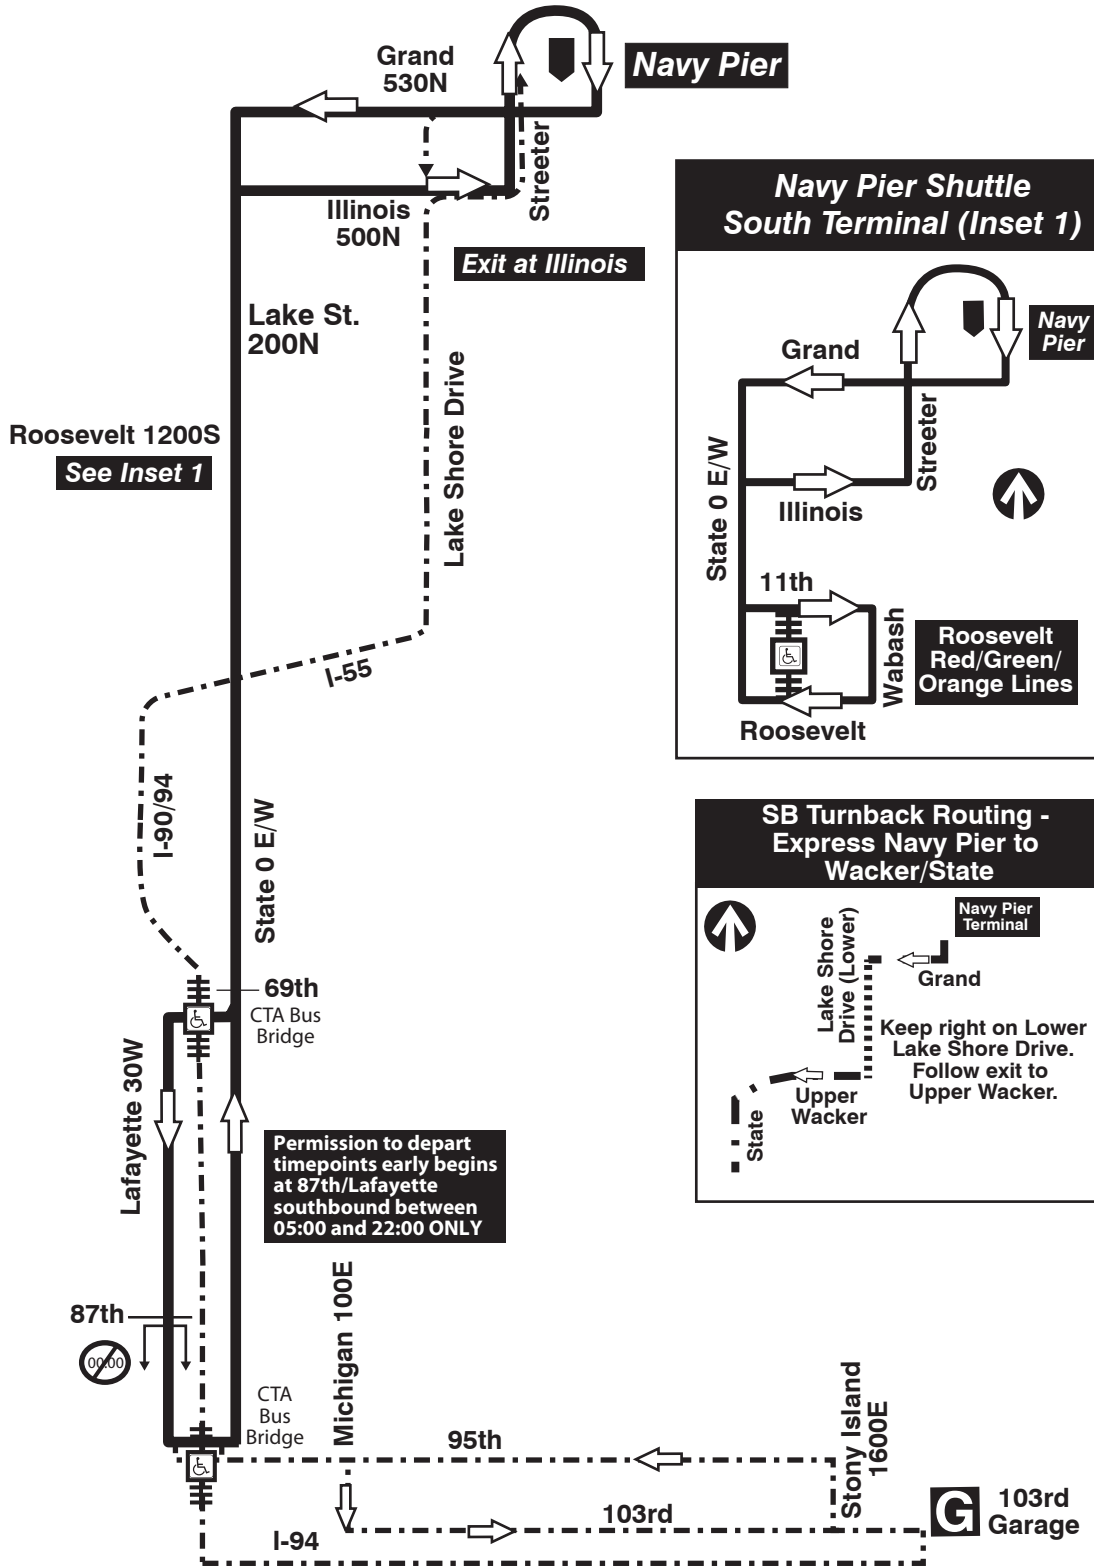 Grand
530N
Navy Pier
Streeter
Illinois
500N
Exit at Illinois
Lake St.
200N
Lake Shore Drive
Roosevelt 1200S
See Inset 1
I-55
I-90/94
State 0 E/W
69th
CTA Bus
Bridge
Lafayette 30W
Permission to depart
timepoints early begins
at 87th/Lafayette
southbound between
05:00 and 22:00 ONLY
87th
00:00
Michigan 100E
CTA
Bus
Bridge
95th
Stony Island
1600E
103rd
I-94
G
103rd
Garage
Navy Pier Shuttle
South Terminal (Inset 1)
Navy
Pier
Grand
Streeter
State 0 E/W
Illinois
11th
Wabash
Roosevelt
Red/Green/
Orange Lines
Roosevelt
SB Turnback Routing -
Express Navy Pier to
Wacker/State
Navy Pier
Terminal
Lake Shore
Drive (Lower)
Grand
Keep right on Lower
Lake Shore Drive.
Follow exit to
Upper Wacker.
Upper
Wacker
State